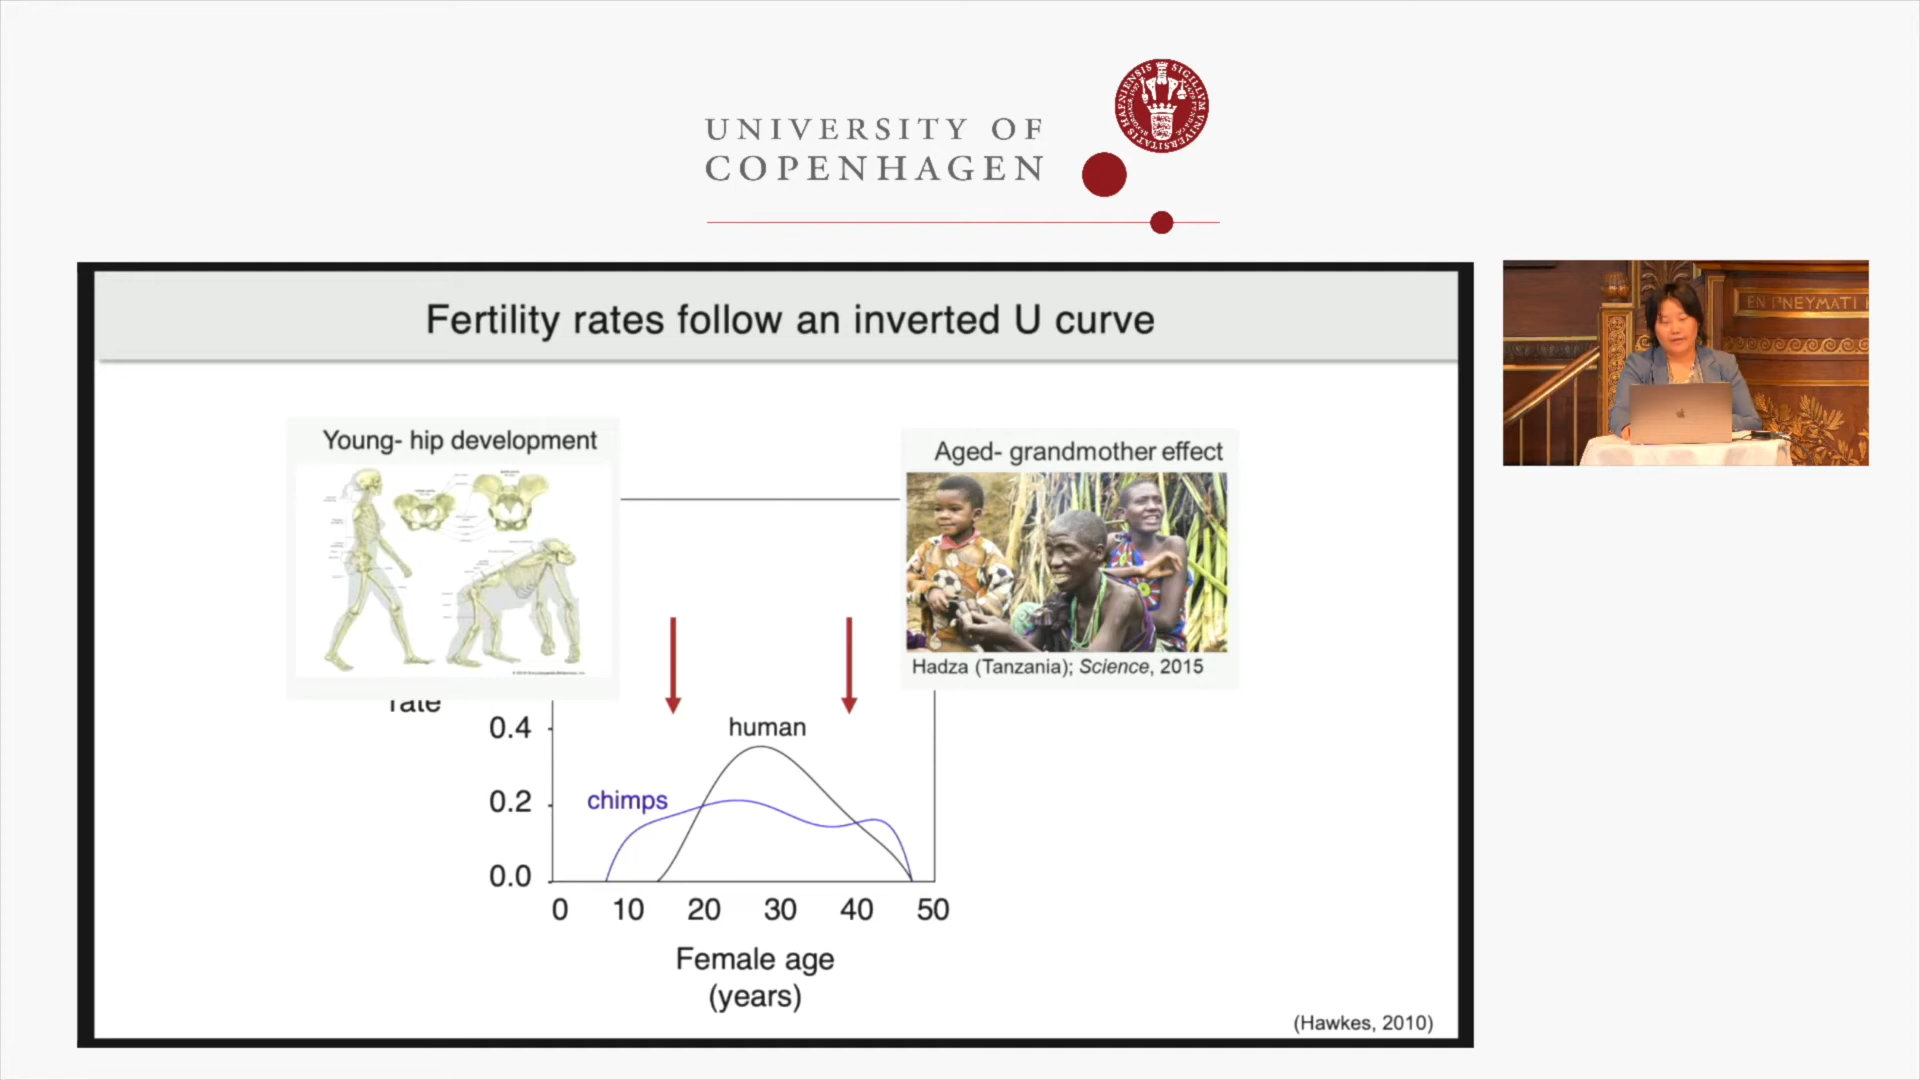 UNIVERSITY OF
COPENHAGEN
Fertility rates follow an inverted U curve
Young- hip development
Aged- grandmother effect
Hadza (Tanzania); Science, 2015
rate
0.4
human
chimps
0.2
0.0
0 10 20 30 40 50
Female age
(years)
(Hawkes, 2010)
EN PNEYMATI